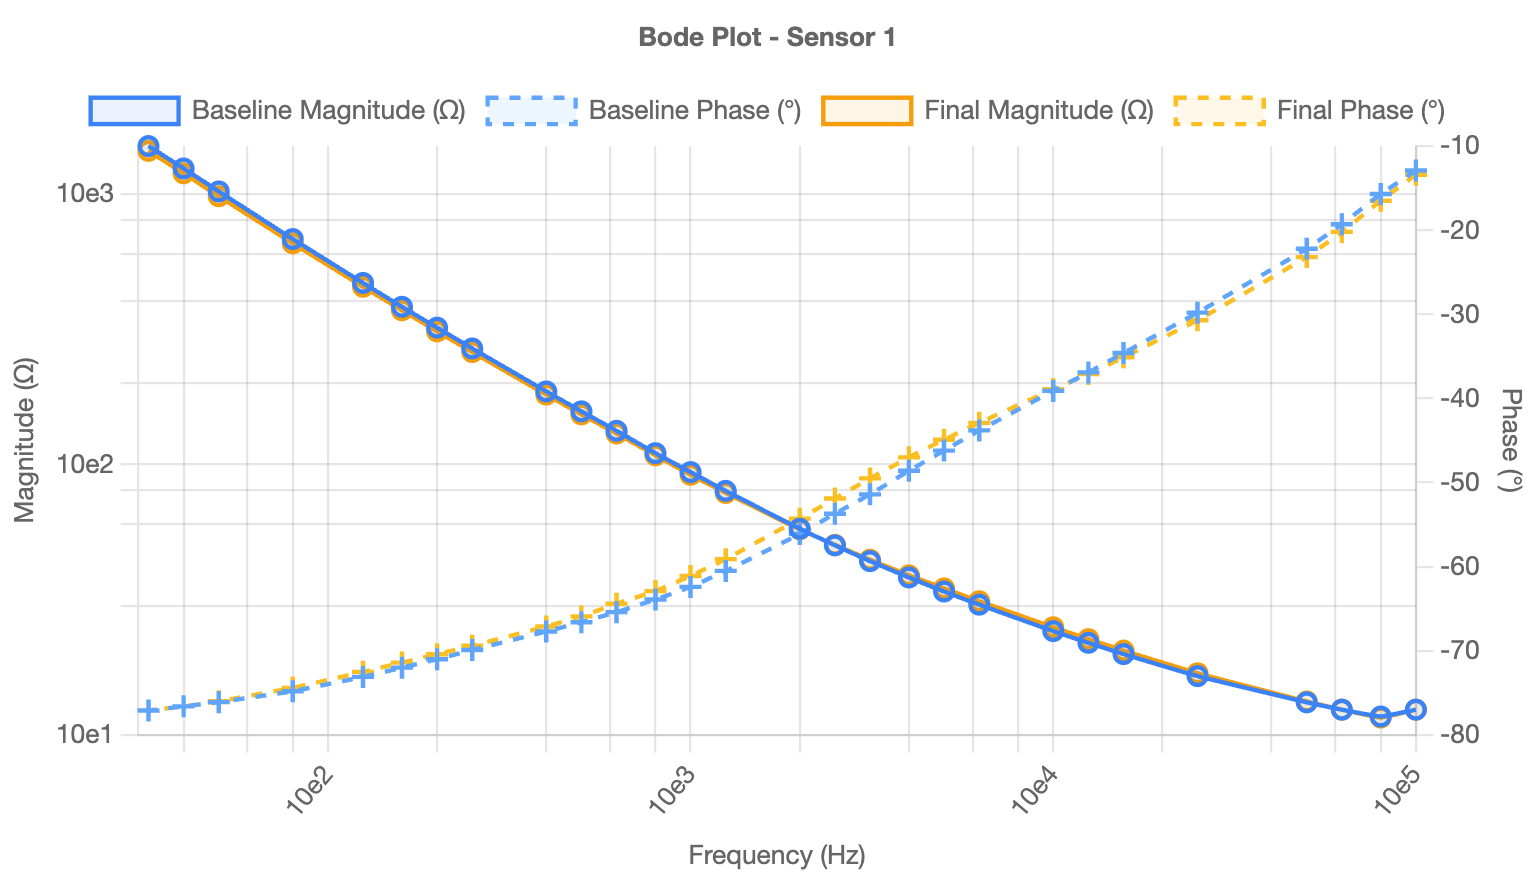 Bode Plot - Sensor 1
Baseline Magnitude (Ω) Baseline Phase (°) Final Magnitude (Ω) Final Phase (°)
10e3
10e2
10e1
Magnitude (Ω)
-10
-20
-30
-40
-50
-60
-70
-80
Phase (°)
10e2 10e3 10e4 10e5
Frequency (Hz)